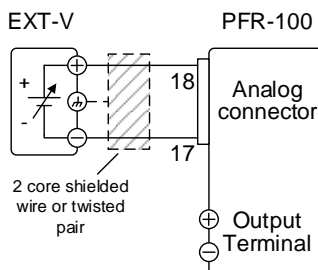 EXT-V
PFR-100
+
-
18
17
Analog
connector
2 core shielded
wire or twisted
pair
Output
Terminal